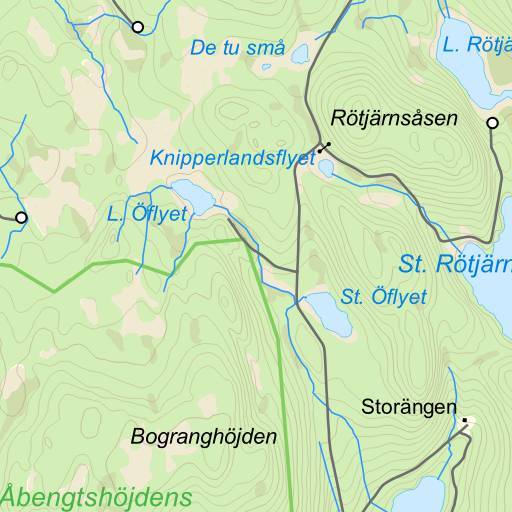 De tu små
L. Rötjä
Rötjärnsåsen
Knipperlandsflyet
L. Öflyet
St. Rötjärn
St. Öflyet
Storängen
Bogranghöjden
Åbengtshöjdens